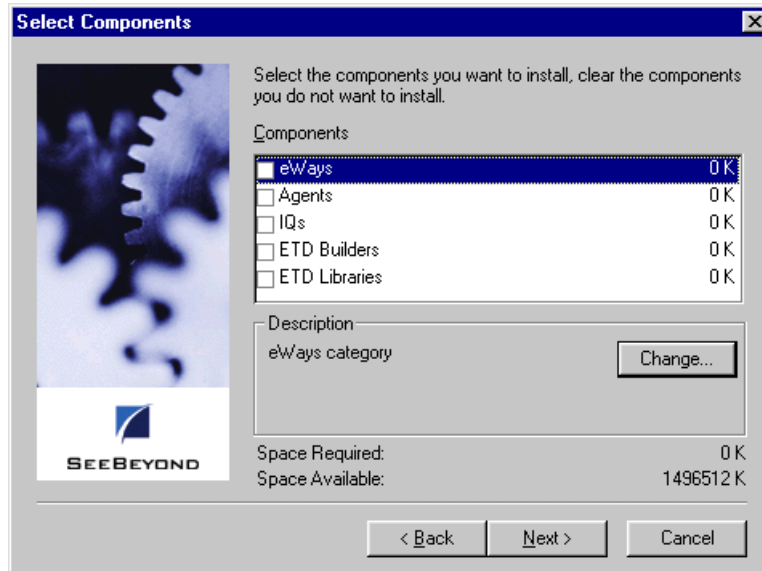 Select Components
Select the components you want to install, clear the components
you do not want to install.
Components
eWays 0 K
Agents 0 K
IQs 0 K
ETD Builders 0 K
ETD Libraries 0 K
Description
eWays category
Change...
SEEBEYOND
Space Required: 0 K
Space Available: 1496512 K
< Back Next > Cancel